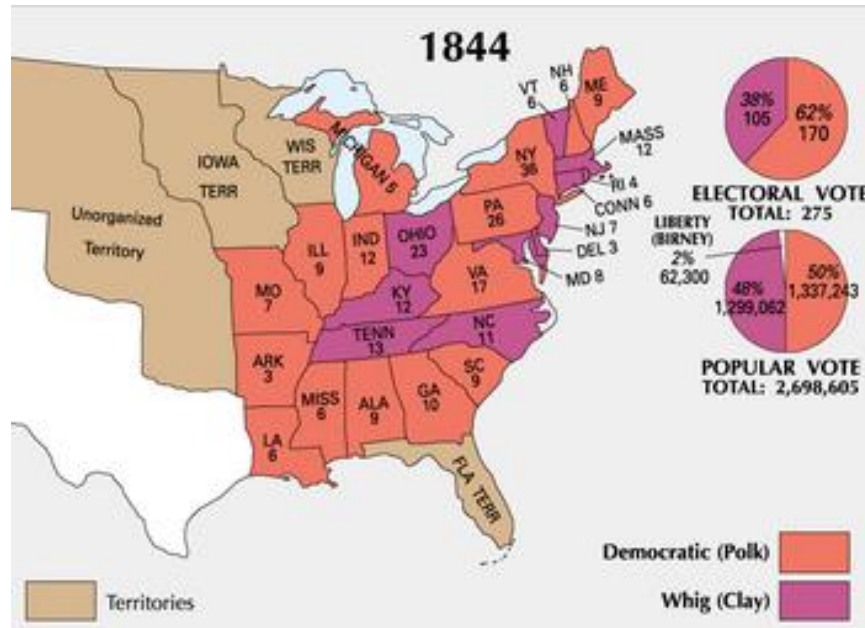 1844
NH
6
VT
6
ME
9
MASS
12
RI 4
CONN 6
NJ 7
DEL 3
MD 8
NY
36
PA
26
MICHIGAN 5
WIS
TERR
IOWA
TERR
Unorganized
Territory
ILL
9
IND
12
OHIO
23
VA
17
KY
12
MO
7
TENN
13
NC
11
ARK
3
SC
9
MISS
6
ALA
9
GA
10
LA
6
FLA TERR
38%
105
62%
170
ELECTORAL VOTE
TOTAL: 275
LIBERTY
(BIRNEY)
2%
62,300
48%
1,299,062
50%
1,337,243
POPULAR VOTE
TOTAL: 2,698,605
Democratic (Polk)
Whig (Clay)
Territories